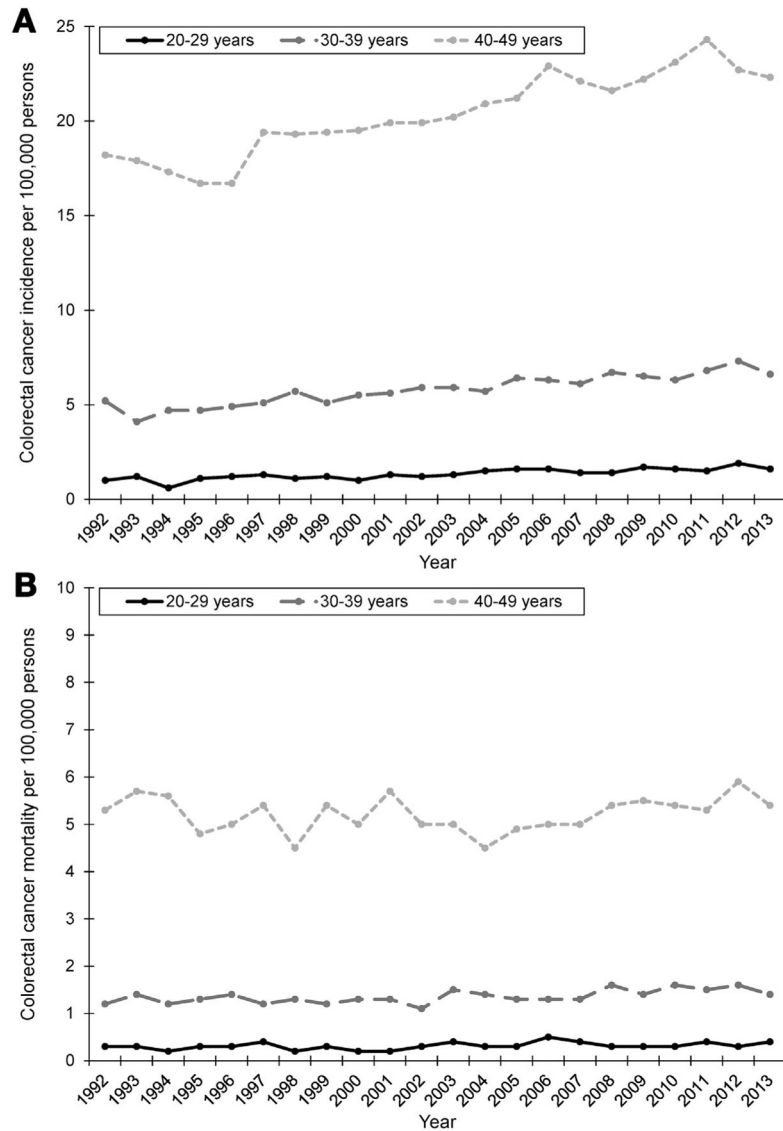 A
20-29 years 30-39 years 40-49 years
Colorectal cancer incidence per 100,000 persons
25
20
15
10
5
0
1992 1993 1994 1995 1996 1997 1998 1999 2000 2001 2002 2003 2004 2005 2006 2007 2008 2009 2010 2011 2012 2013
Year
B
20-29 years 30-39 years 40-49 years
Colorectal cancer mortality per 100,000 persons
10
9
8
7
6
5
4
3
2
1
0
1992 1993 1994 1995 1996 1997 1998 1999 2000 2001 2002 2003 2004 2005 2006 2007 2008 2009 2010 2011 2012 2013
Year